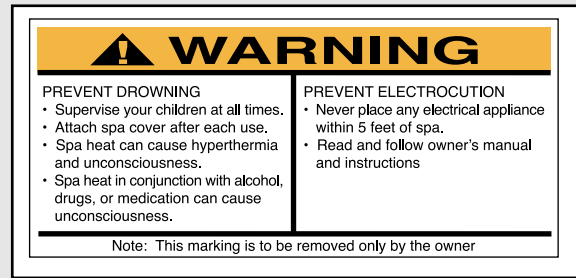 WARNING
PREVENT DROWNING
• Supervise your children at all times.
• Attach spa cover after each use.
• Spa heat can cause hyperthermia
and unconsciousness.
• Spa heat in conjunction with alcohol,
drugs, or medication can cause
unconsciousness.
PREVENT ELECTROCUTION
• Never place any electrical appliance
within 5 feet of spa.
• Read and follow owner's manual
and instructions
Note: This marking is to be removed only by the owner